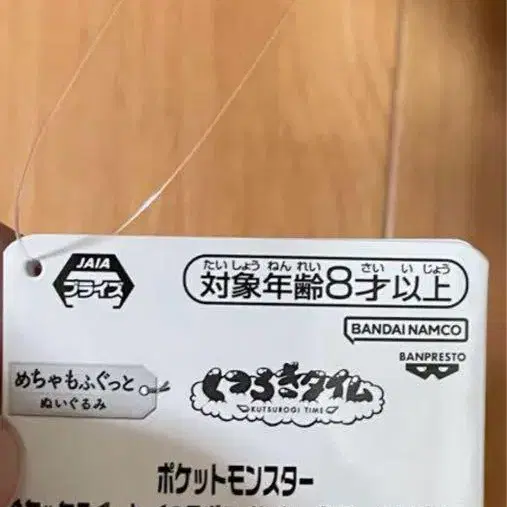 JAIA
プライズ
たいしょうねんれい さいいじょう
対象年齢8才以上
BANDAI NAMCO
BANPRESTO
めちゃもふぐっと
ぬいぐるみ
くつろぎタイム
KUTSUROGI TIME
ポケットモンスター